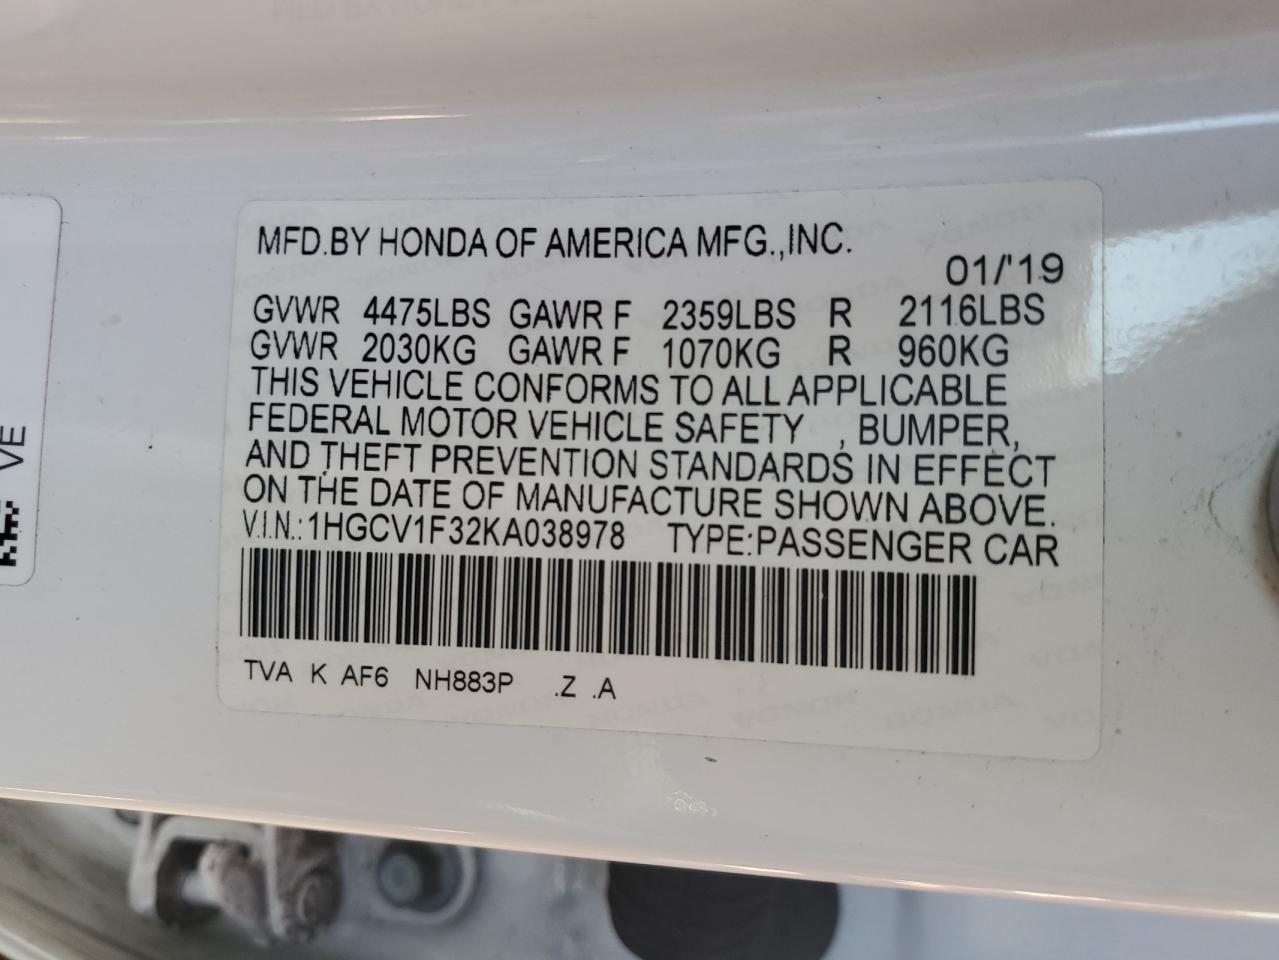 MFD.BY HONDA OF AMERICA MFG.,INC.
01/'19
GVWR 4475LBS GAWR F 2359LBS R 2116LBS
GVWR 2030KG GAWR F 1070KG R 960KG
THIS VEHICLE CONFORMS TO ALL APPLICABLE
FEDERAL MOTOR VEHICLE SAFETY , BUMPER,
AND THEFT PREVENTION STANDARDS IN EFFECT
ON THE DATE OF MANUFACTURE SHOWN ABOVE.
V.I.N.:1HGCV1F32KA038978 TYPE:PASSENGER CAR
TVA K AF6 NH883P .Z .A
VE